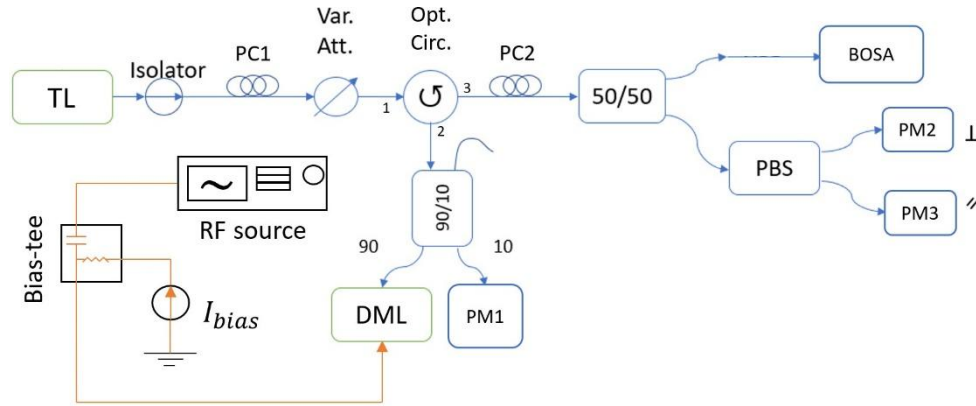 Var.
Att.
Opt.
Circ.
PC1
PC2
Isolator
TL
1
3
2
50/50
BOSA
PM2
⊥
PBS
PM3
//
RF source
90/10
90
10
Bias-tee
I_bias
DML
PM1